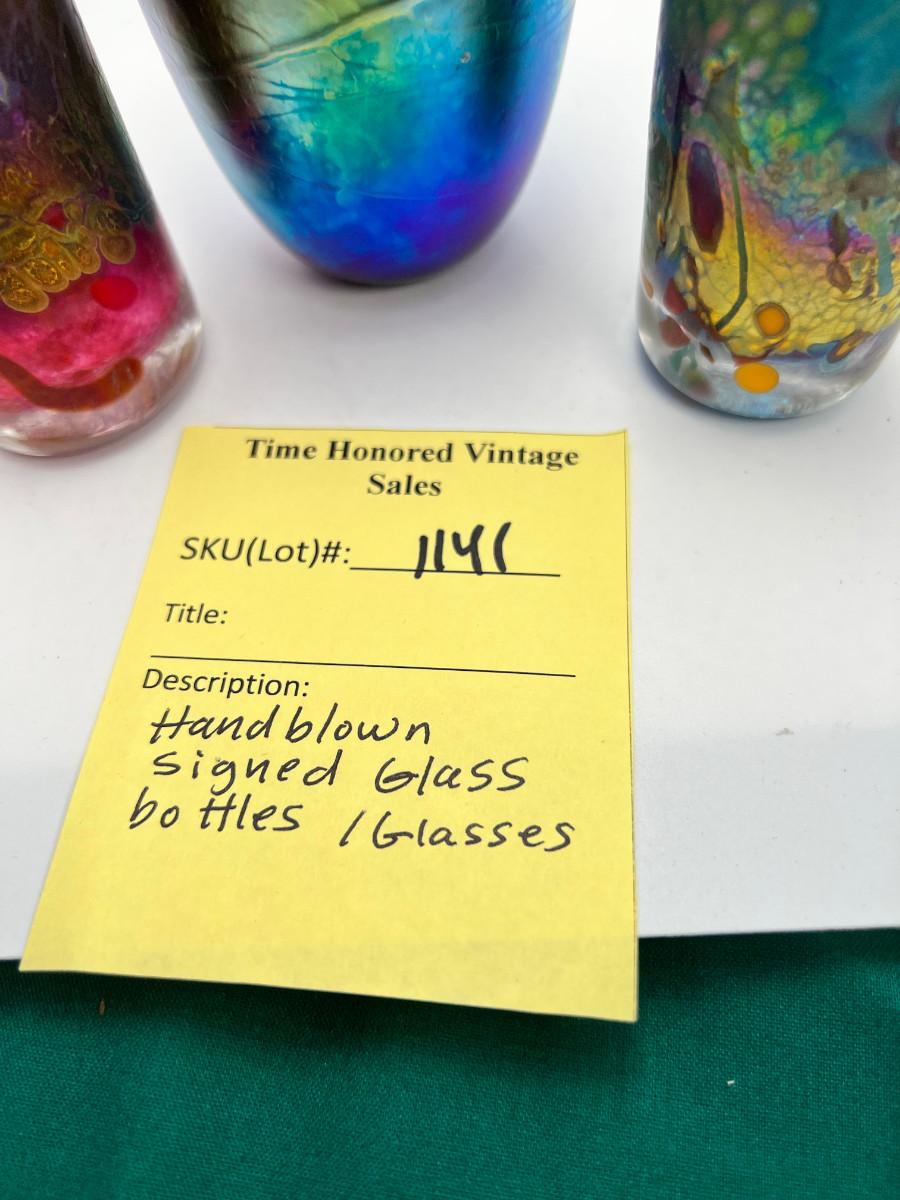 Time Honored Vintage
Sales
SKU(Lot)#: 1141
Title:
Description:
Handblown
signed Glass
bottles / Glasses